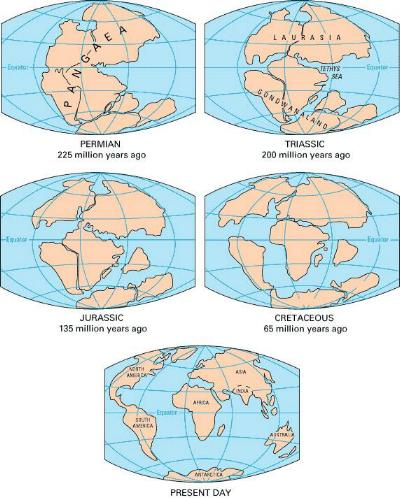 PANGAEA
Equator
PERMIAN
225 million years ago
LAURASIA
TETHYS
SEA
Equator
GONDWANALAND
TRIASSIC
200 million years ago
Equator
JURASSIC
135 million years ago
Equator
CRETACEOUS
65 million years ago
NORTH
AMERICA
ASIA
INDIA
AFRICA
Equator
SOUTH
AMERICA
AUSTRALIA
ANTARCTICA
PRESENT DAY